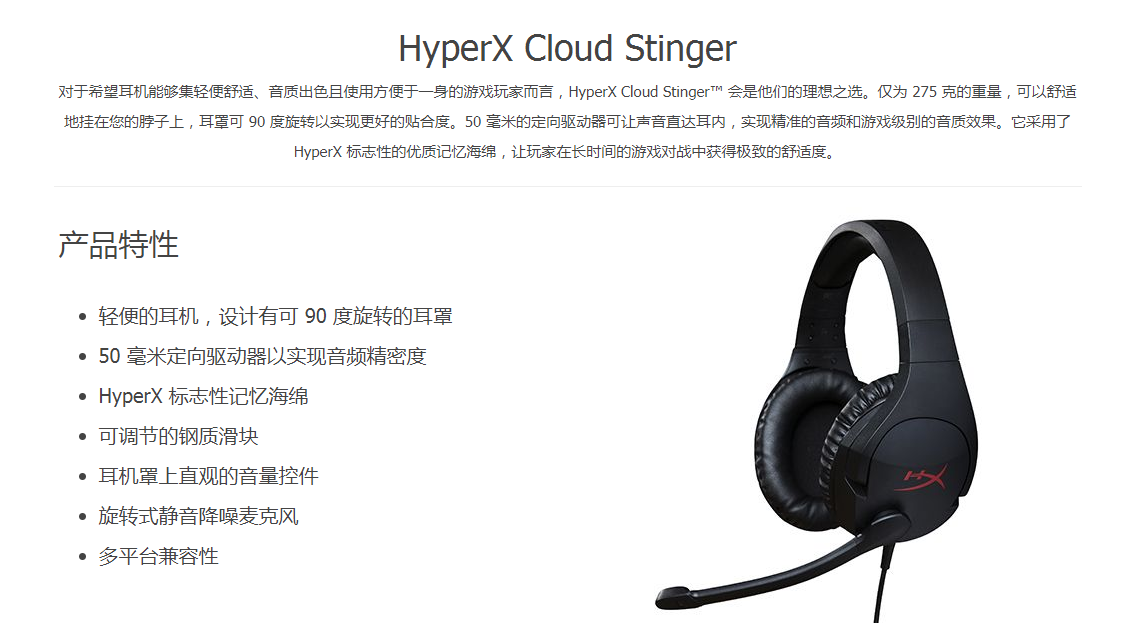 HyperX Cloud Stinger
对于希望耳机能够集轻便舒适、音质出色且使用方便于一身的游戏玩家而言，HyperX Cloud Stinger™ 会是他们的理想之选。仅为 275 克的重量，可以舒适
地挂在您的脖子上，耳罩可 90 度旋转以实现更好的贴合度。50 毫米的定向驱动器可让声音直达耳内，实现精准的音频和游戏级别的音质效果。它采用了
HyperX 标志性的优质记忆海绵，让玩家在长时间的游戏对战中获得极致的舒适度。
产品特性
• 轻便的耳机，设计有可 90 度旋转的耳罩
• 50 毫米定向驱动器以实现音频精密度
• HyperX 标志性记忆海绵
• 可调节的钢质滑块
• 耳机罩上直观的音量控件
• 旋转式静音降噪麦克风
• 多平台兼容性
HX